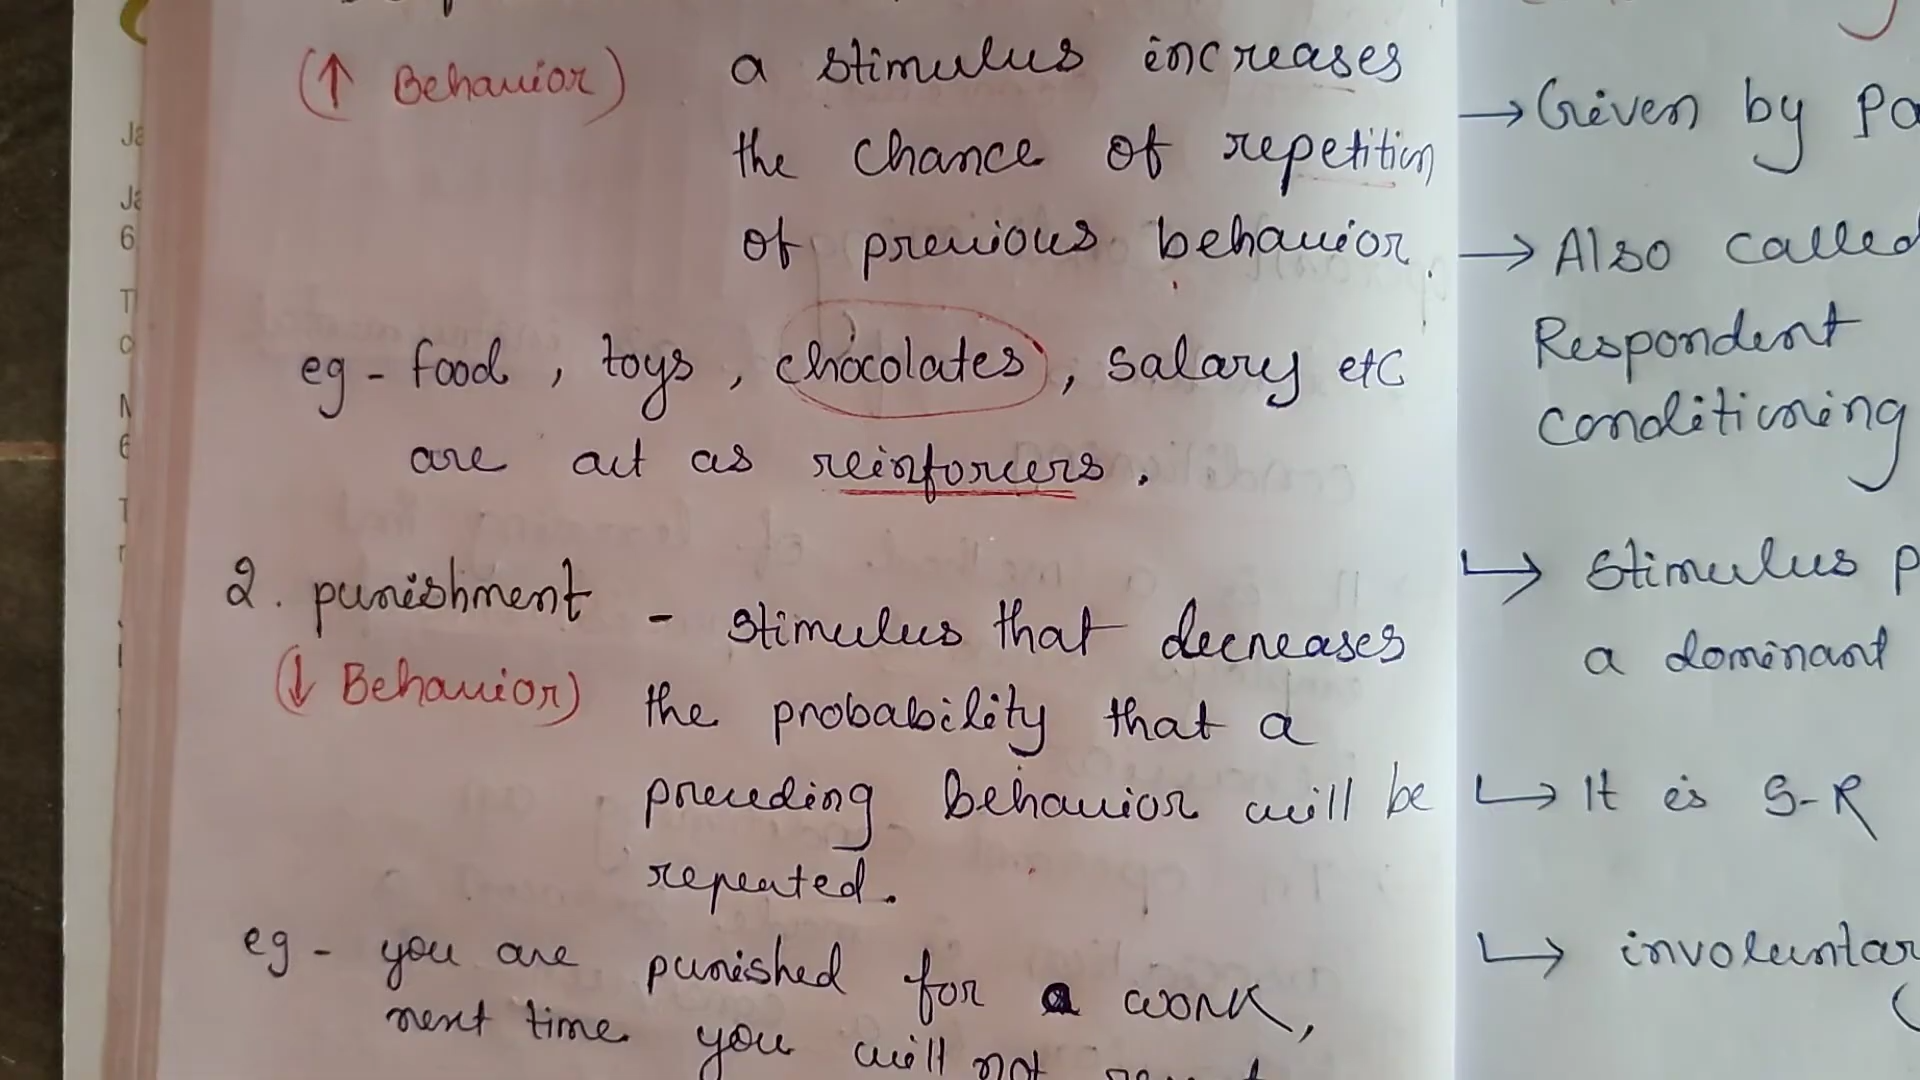 (↑ Behavior) a stimulus increases
the chance of repetition
of previous behavior.
eg - food , toys , chocolates , salary etc
are act as reinforcers .
2. punishment - stimulus that decreases
(↓ Behavior) the probability that a
preceding behavior will be
repeated.
eg - you are punished for a work,
next time you will not
→ Given by
→ Also called
Respondent
conditioning
↳ stimulus
a dominant
↳ It is S-R
↳